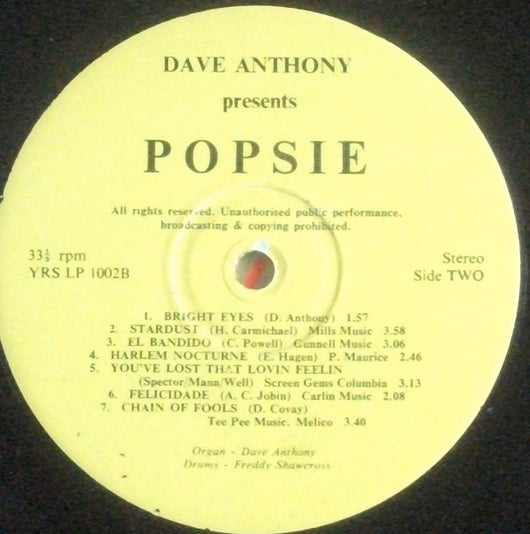 DAVE ANTHONY
presents
POPSIE
All rights reserved. Unauthorised public performance.
broadcasting & copying prohibited.
33⅓ rpm
YRS LP 1002B
Stereo
Side TWO
1. BRIGHT EYES (D. Anthony) 1.57
2. STARDUST (H. Carmichael) Mills Music 3.58
3. EL BANDIDO (C. Powell) Gunnell Music 3.06
4. HARLEM NOCTURNE (E. Hagen) P. Maurice 2.46
5. YOU'VE LOST THAT LOVIN FEELIN
(Spector/Mann/Well) Screen Gems Columbia 3.13
6. FELICIDADE (A. C. Jobin) Carlin Music 2.08
7. CHAIN OF FOOLS (D. Covay)
Tee Pee Music. Melico 3.40
Organ - Dave Anthony
Drums - Freddy Shawcross